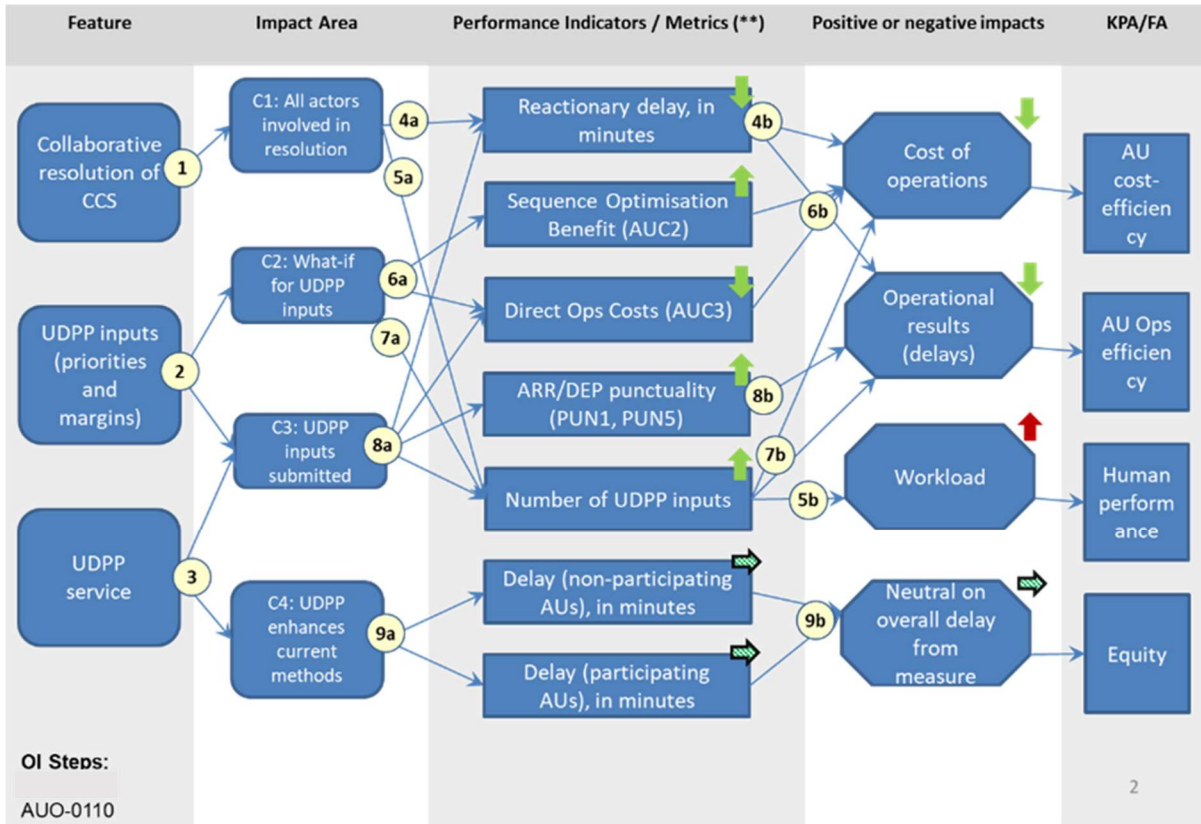 Feature
Impact Area
Performance Indicators / Metrics (**)
Positive or negative impacts
KPA/FA
Collaborative
resolution of
CCS
1
UDPP inputs
(priorities
and
margins)
2
UDPP
service
3
C1: All actors
involved in
resolution
4a
5a
C2: What-if
for UDPP
inputs
6a
7a
C3: UDPP
inputs
submitted
8a
C4: UDPP
enhances
current
methods
9a
Reactionary delay, in
minutes
4b
Sequence Optimisation
Benefit (AUC2)
6b
Direct Ops Costs (AUC3)
ARR/DEP punctuality
(PUN1, PUN5)
8b
7b
Number of UDPP inputs
5b
Delay (non-participating
AUs), in minutes
9b
Delay (participating
AUs), in minutes
Cost of
operations
Operational
results
(delays)
Workload
Neutral on
overall delay
from
measure
AU
cost-
efficien
cy
AU Ops
efficien
cy
Human
perform
ance
Equity
OI Steps:
AUO-0110
2